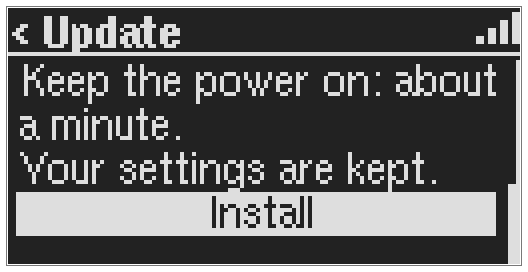 < Update
Keep the power on: about
a minute.
Your settings are kept.
Install